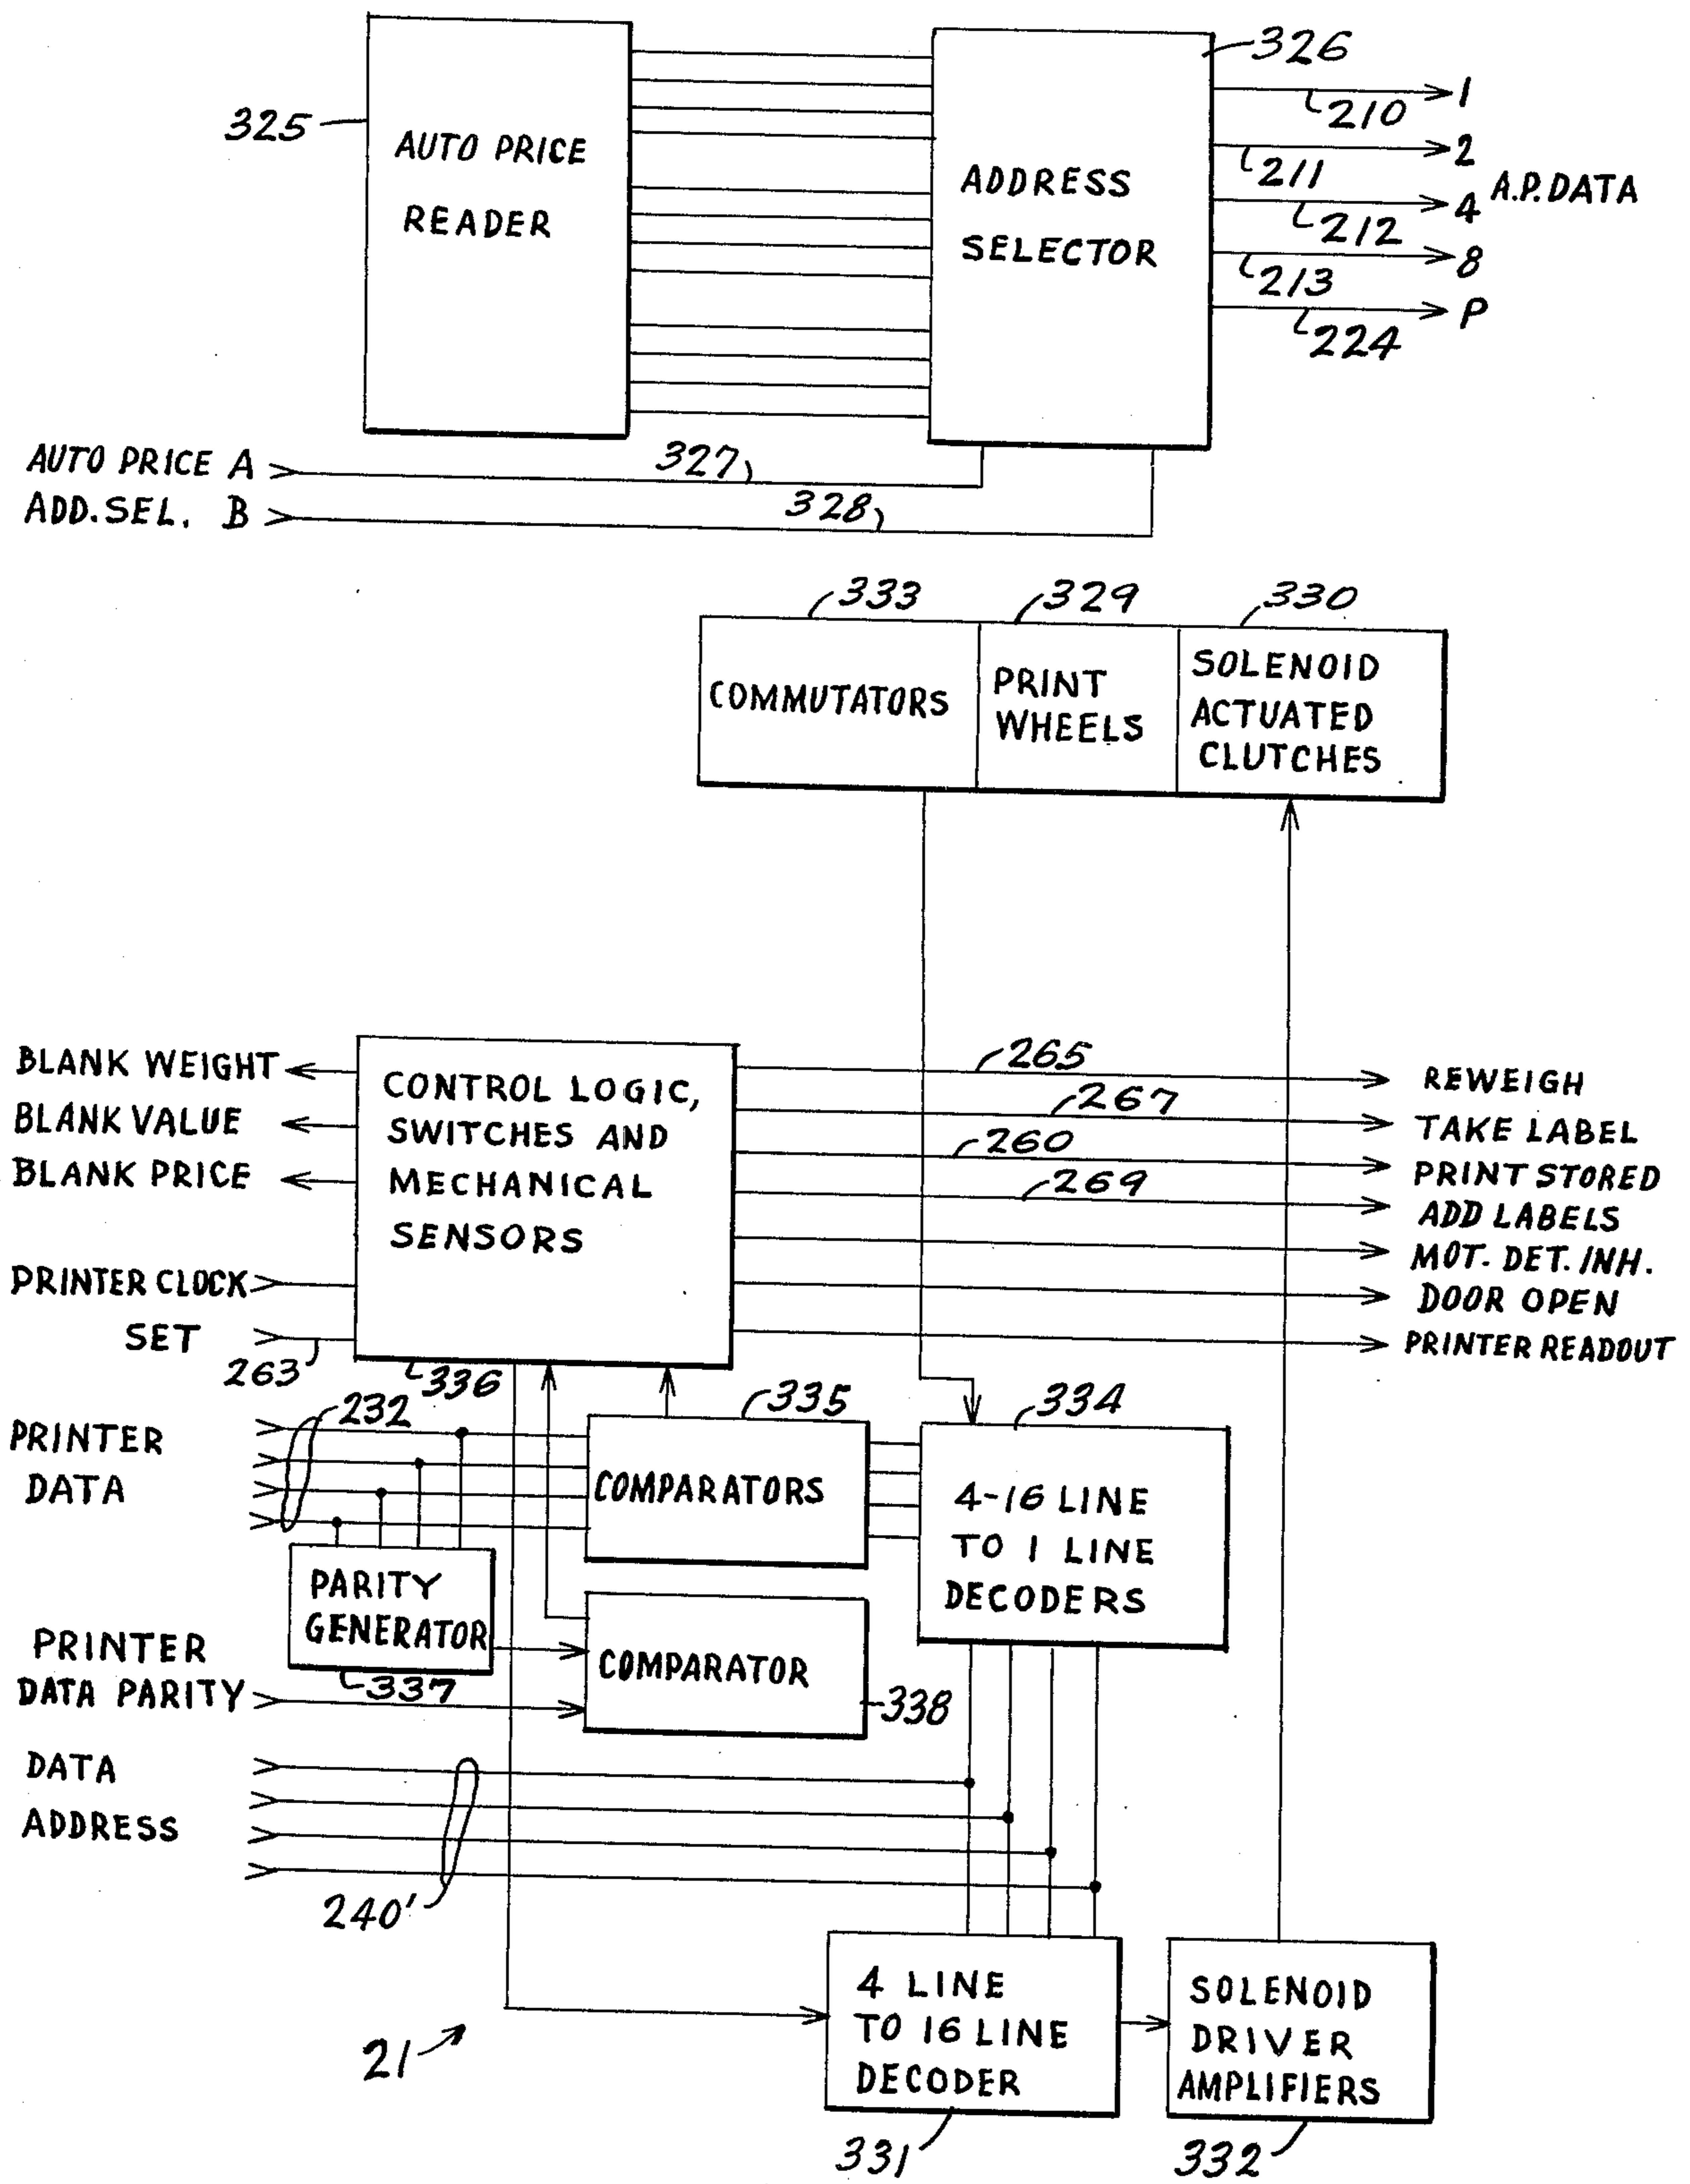 325
AUTO PRICE
READER
326
ADDRESS
SELECTOR
1
210
2
211
A.P. DATA
4
212
8
213
P
224
AUTO PRICE A
327
ADD. SEL. B
328
333
329
330
COMMUTATORS
PRINT
WHEELS
SOLENOID
ACTUATED
CLUTCHES
BLANK WEIGHT
BLANK VALUE
BLANK PRICE
PRINTER CLOCK
SET
263
CONTROL LOGIC,
SWITCHES AND
MECHANICAL
SENSORS
336
265
REWEIGH
267
TAKE LABEL
260
PRINT STORED
269
ADD LABELS
MOT. DET. INH.
DOOR OPEN
PRINTER READOUT
PRINTER
DATA
232
335
COMPARATORS
334
4-16 LINE
TO 1 LINE
DECODERS
PARITY
GENERATOR
337
PRINTER
DATA PARITY
COMPARATOR
338
DATA
ADDRESS
240'
21
4 LINE
TO 16 LINE
DECODER
331
SOLENOID
DRIVER
AMPLIFIERS
332